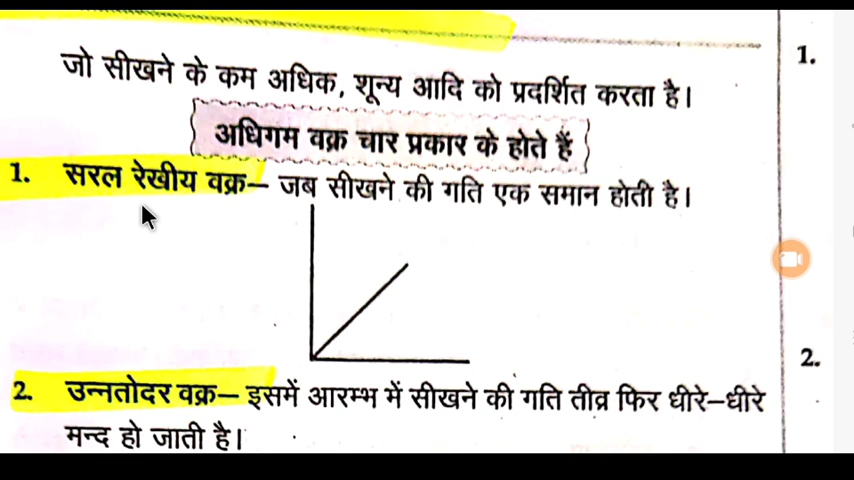 जो सीखने के कम अधिक, शून्य आदि को प्रदर्शित करता है।
अधिगम वक्र चार प्रकार के होते हैं
1. सरल रेखीय वक्र– जब सीखने की गति एक समान होती है।
2. उन्नतोदर वक्र– इसमें आरम्भ में सीखने की गति तीव्र फिर धीरे–धीरे
मन्द हो जाती है।
1.
2.